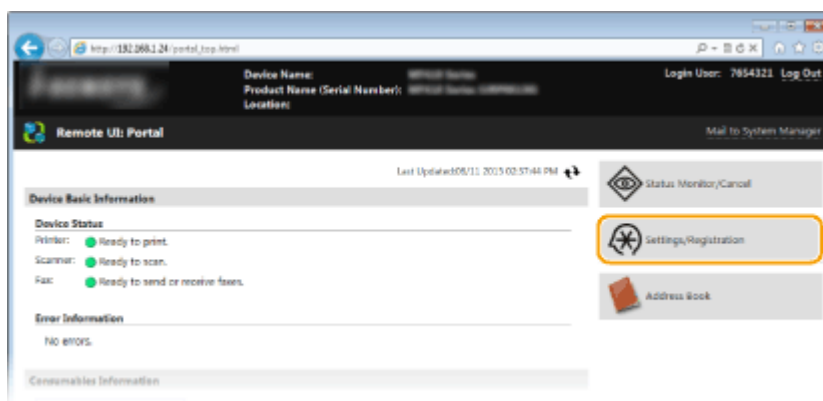 http://192.168.1.24/portal_top.html
Device Name:
Product Name (Serial Number):
Location:
Login User: 7654321 Log Out
Remote UI: Portal
Mail to System Manager
Last Updated:08/11 2015 02:57:44 PM
Device Basic Information
Device Status
Printer: Ready to print.
Scanner: Ready to scan.
Fax: Ready to send or receive faxes.
Error Information
No errors.
Consumables Information
Status Monitor/Cancel
Settings/Registration
Address Book